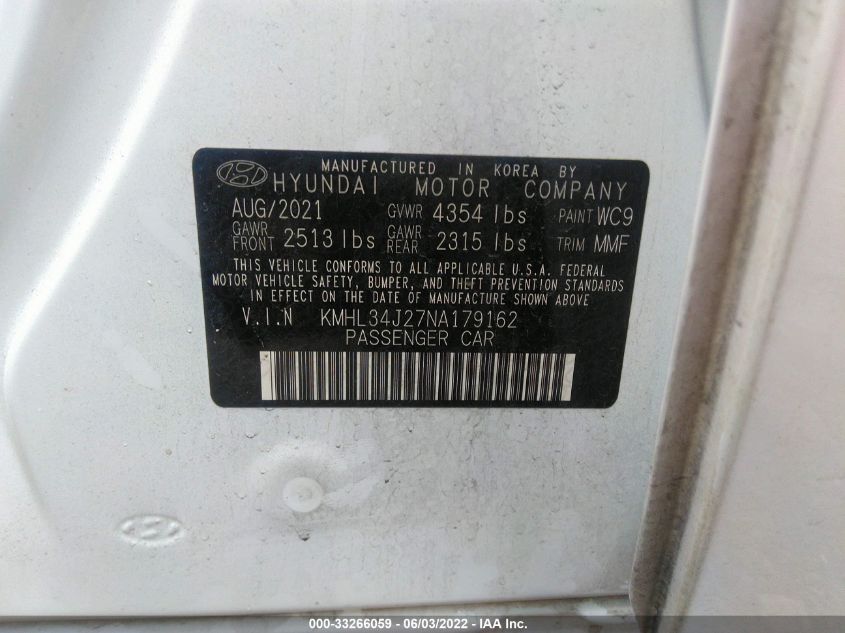 MANUFACTURED IN KOREA BY
HYUNDAI MOTOR COMPANY
AUG/2021 GVWR 4354 lbs PAINT WC9
GAWR FRONT 2513 lbs GAWR REAR 2315 lbs TRIM MMF
THIS VEHICLE CONFORMS TO ALL APPLICABLE U.S.A. FEDERAL
MOTOR VEHICLE SAFETY, BUMPER, AND THEFT PREVENTION STANDARDS
IN EFFECT ON THE DATE OF MANUFACTURE SHOWN ABOVE
V.I.N KMHL34J27NA179162
PASSENGER CAR
000-33266059 - 06/03/2022 - IAA Inc.